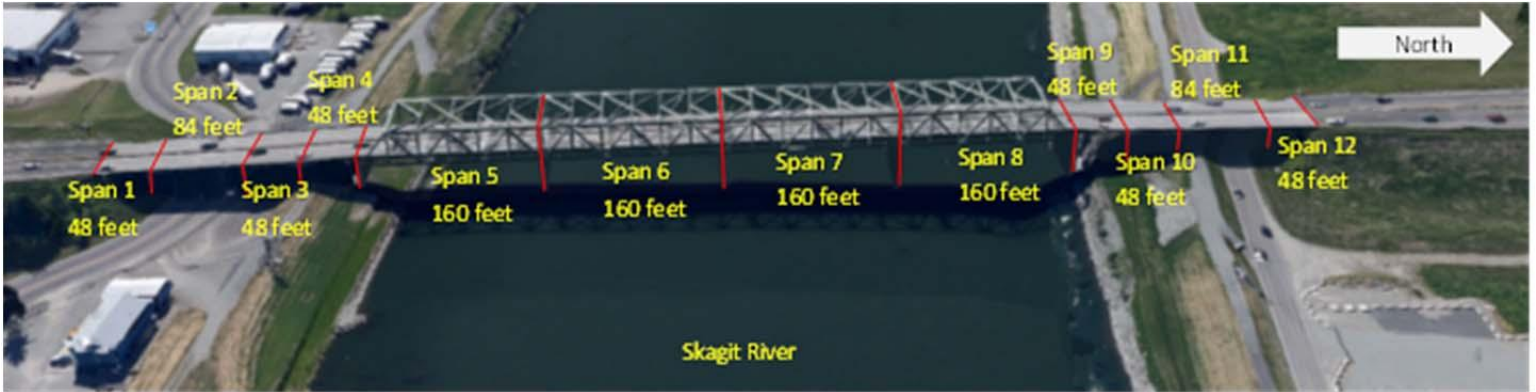 North
Span 1
48 feet
Span 2
84 feet
Span 3
48 feet
Span 4
48 feet
Span 5
160 feet
Span 6
160 feet
Span 7
160 feet
Span 8
160 feet
Span 9
48 feet
Span 10
48 feet
Span 11
84 feet
Span 12
48 feet
Skagit River